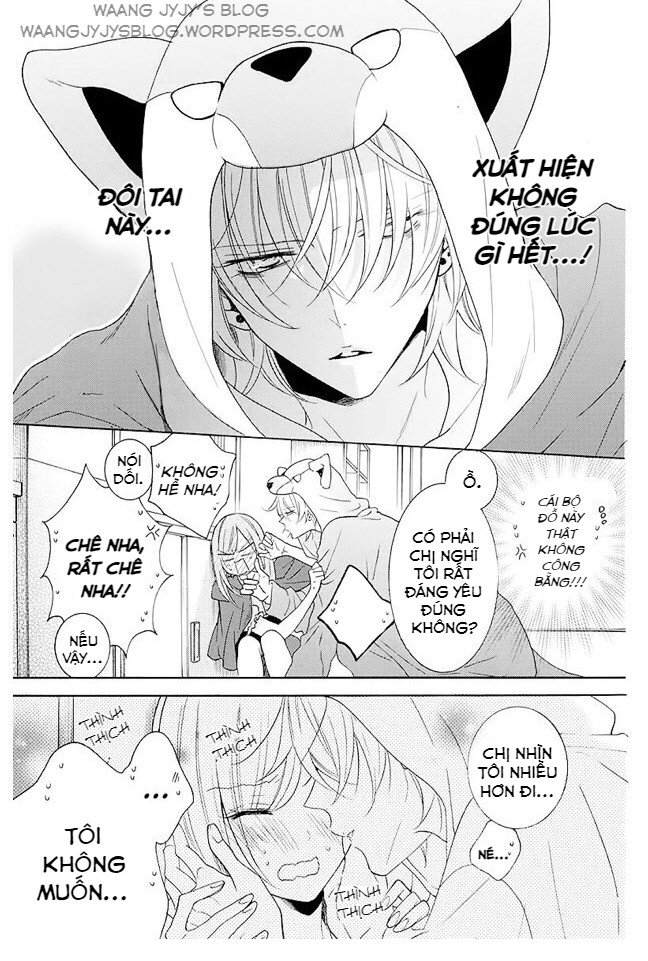 WAANG JYJY'S BLOG
WAANGJYJYSBLOG.WORDPRESS.COM
XUẤT HIỆN
KHÔNG
ĐÚNG LÚC
GÌ HẾT...!
ĐÔI TAI
NÀY...
CÁI BỘ
ĐỒ NÀY
THẬT
KHÔNG
CÔNG
BẰNG!!!
Ồ.
CÓ PHẢI
CHỊ NGHĨ
TÔI RẤT
ĐÁNG YÊU
ĐÚNG
KHÔNG?
KHÔNG
HỀ NHA!
NÓI
DỐI.
CHÊ NHA,
RẤT CHÊ
NHA!!
NẾU
VẬY...
CHỊ NHÌN
TÔI NHIỀU
HƠN ĐI...
NÉ...
THÌNH
THỊCH
THÌNH
THỊCH
THÌNH
THỊCH
...
TÔI
KHÔNG
MUỐN...